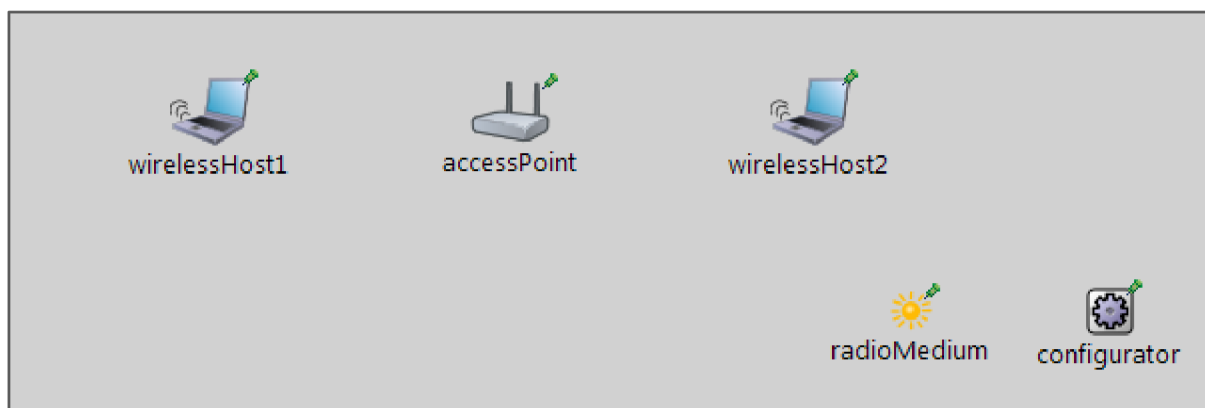 wirelessHost1
accessPoint
wirelessHost2
radioMedium
configurator